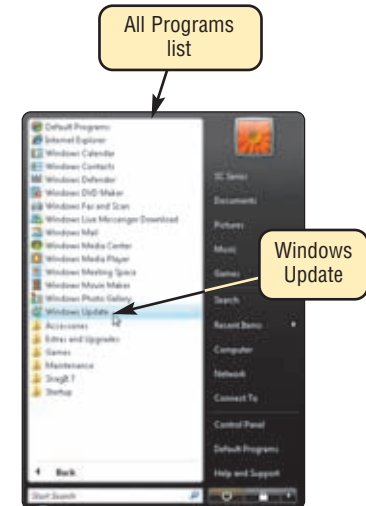 All Programs
list
Default Programs
Internet Explorer
Windows Calendar
Windows Contacts
Windows Defender
Windows DVD Maker
Windows Fax and Scan
Windows Live Messenger Download
Windows Mail
Windows Media Center
Windows Media Player
Windows Meeting Space
Windows Movie Maker
Windows Photo Gallery
Windows Update
Accessories
Extras and Upgrades
Games
Maintenance
SnagIt 7
Startup
Back
Start Search
SC Series
Documents
Pictures
Music
Games
Search
Recent Items
Computer
Network
Connect To
Control Panel
Default Programs
Help and Support
Windows
Update